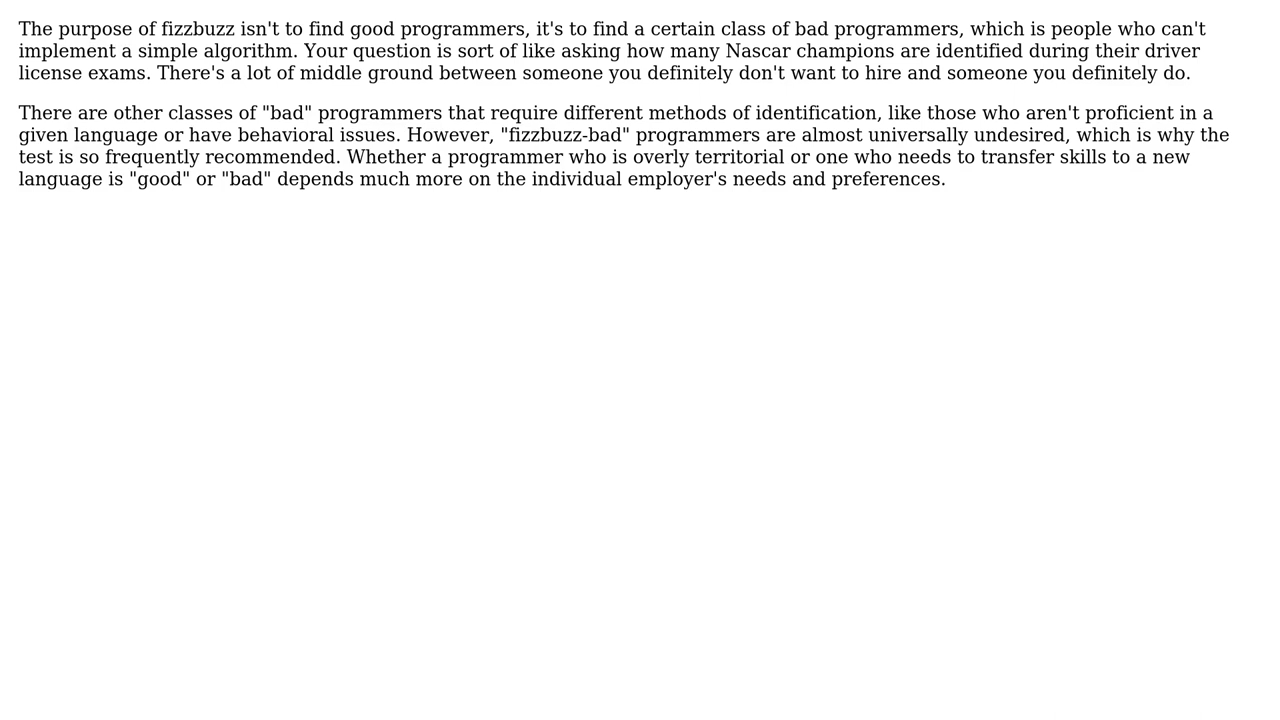 The purpose of fizzbuzz isn't to find good programmers, it's to find a certain class of bad programmers, which is people who can't
implement a simple algorithm. Your question is sort of like asking how many Nascar champions are identified during their driver
license exams. There's a lot of middle ground between someone you definitely don't want to hire and someone you definitely do.
There are other classes of "bad" programmers that require different methods of identification, like those who aren't proficient in a
given language or have behavioral issues. However, "fizzbuzz-bad" programmers are almost universally undesired, which is why the
test is so frequently recommended. Whether a programmer who is overly territorial or one who needs to transfer skills to a new
language is "good" or "bad" depends much more on the individual employer's needs and preferences.